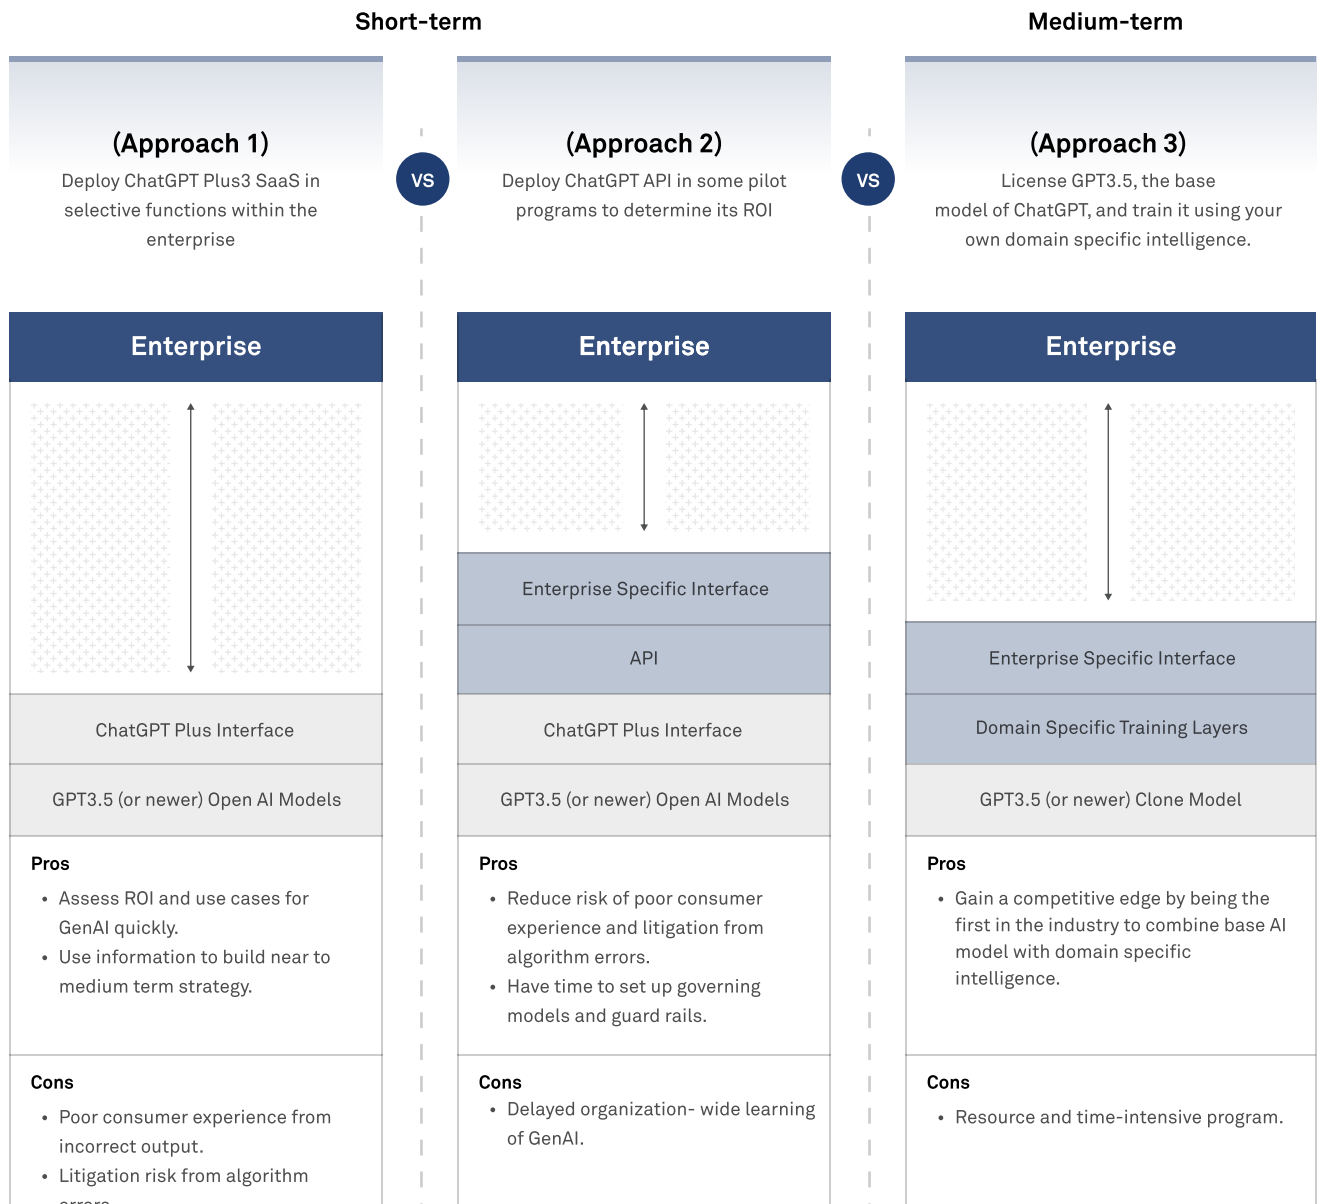 Short-term
Medium-term
(Approach 1)
Deploy ChatGPT Plus3 SaaS in
selective functions within the
enterprise
VS
(Approach 2)
Deploy ChatGPT API in some pilot
programs to determine its ROI
VS
(Approach 3)
License GPT3.5, the base
model of ChatGPT, and train it using your
own domain specific intelligence.
Enterprise
ChatGPT Plus Interface
GPT3.5 (or newer) Open AI Models
Pros
• Assess ROI and use cases for
GenAI quickly.
• Use information to build near to
medium term strategy.
Cons
• Poor consumer experience from
incorrect output.
• Litigation risk from algorithm
errors.
Enterprise
Enterprise Specific Interface
API
ChatGPT Plus Interface
GPT3.5 (or newer) Open AI Models
Pros
• Reduce risk of poor consumer
experience and litigation from
algorithm errors.
• Have time to set up governing
models and guard rails.
Cons
• Delayed organization- wide learning
of GenAI.
Enterprise
Enterprise Specific Interface
Domain Specific Training Layers
GPT3.5 (or newer) Clone Model
Pros
• Gain a competitive edge by being the
first in the industry to combine base AI
model with domain specific
intelligence.
Cons
• Resource and time-intensive program.